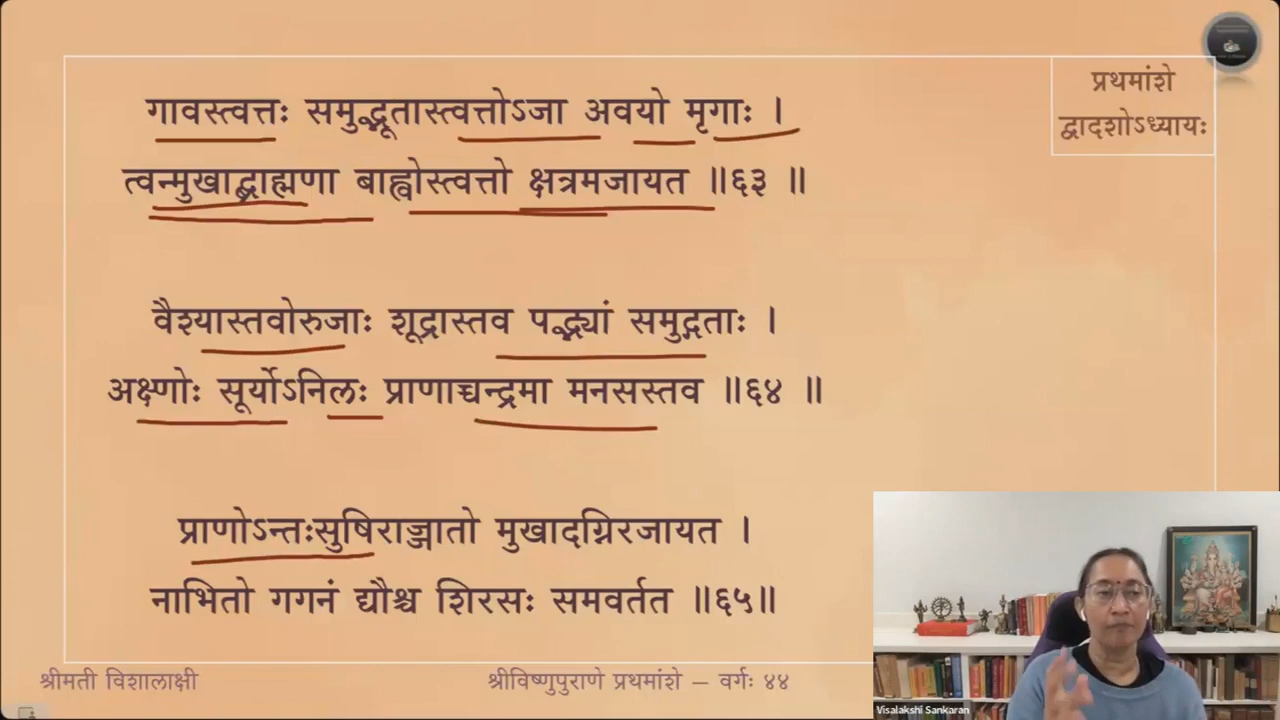 प्रथमांशे
द्वादशोऽध्यायः
गावस्त्वत्तः समुद्भूतास्त्वत्तोऽजा अवयो मृगाः ।
त्वन्मुखाद्ब्राह्मणा बाह्वोस्त्वत्तो क्षत्रमजायत ॥६३ ॥
वैश्यास्तवोरुजाः शूद्रास्तव पद्भ्यां समुद्गताः ।
अक्ष्णोः सूर्योऽनिलः प्राणाच्चन्द्रमा मनसस्तव ॥६४ ॥
प्राणोऽन्तःसुषिराज्जातो मुखादग्निरजायत ।
नाभितो गगनं द्यौश्च शिरसः समवर्तत ॥६५॥
श्रीमती विशालाक्षी
श्रीविष्णुपुराणे प्रथमांशे – वर्गः ४४
Visalakshi Sankaran